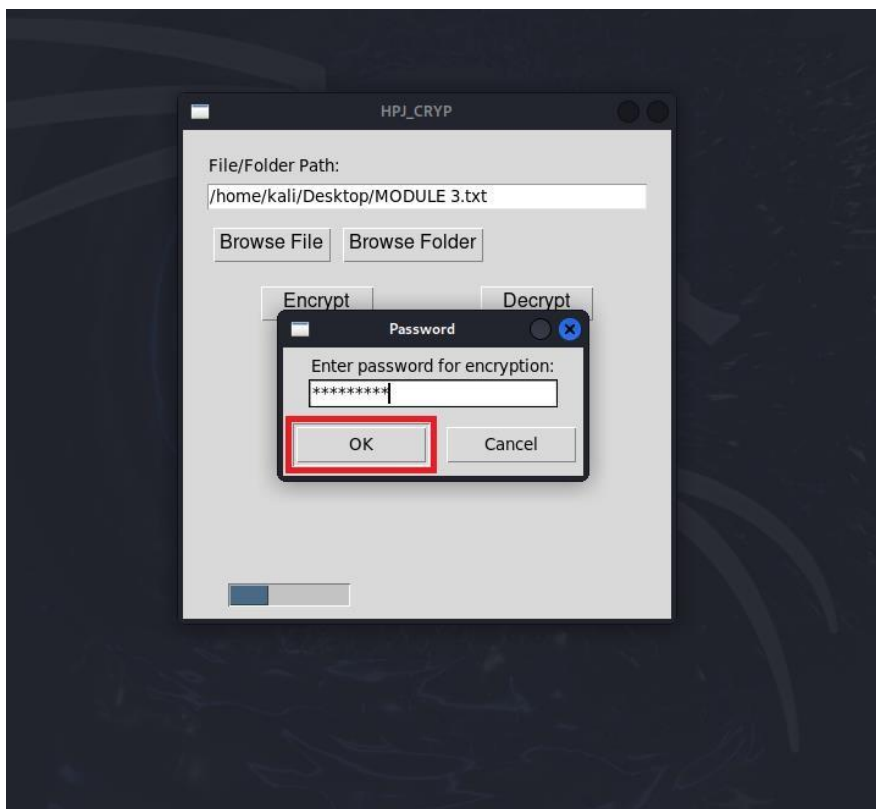 HPJ_CRYP
File/Folder Path:
/home/kali/Desktop/MODULE 3.txt
Browse File Browse Folder
Encrypt Decrypt
Password
Enter password for encryption:
*********
OK Cancel